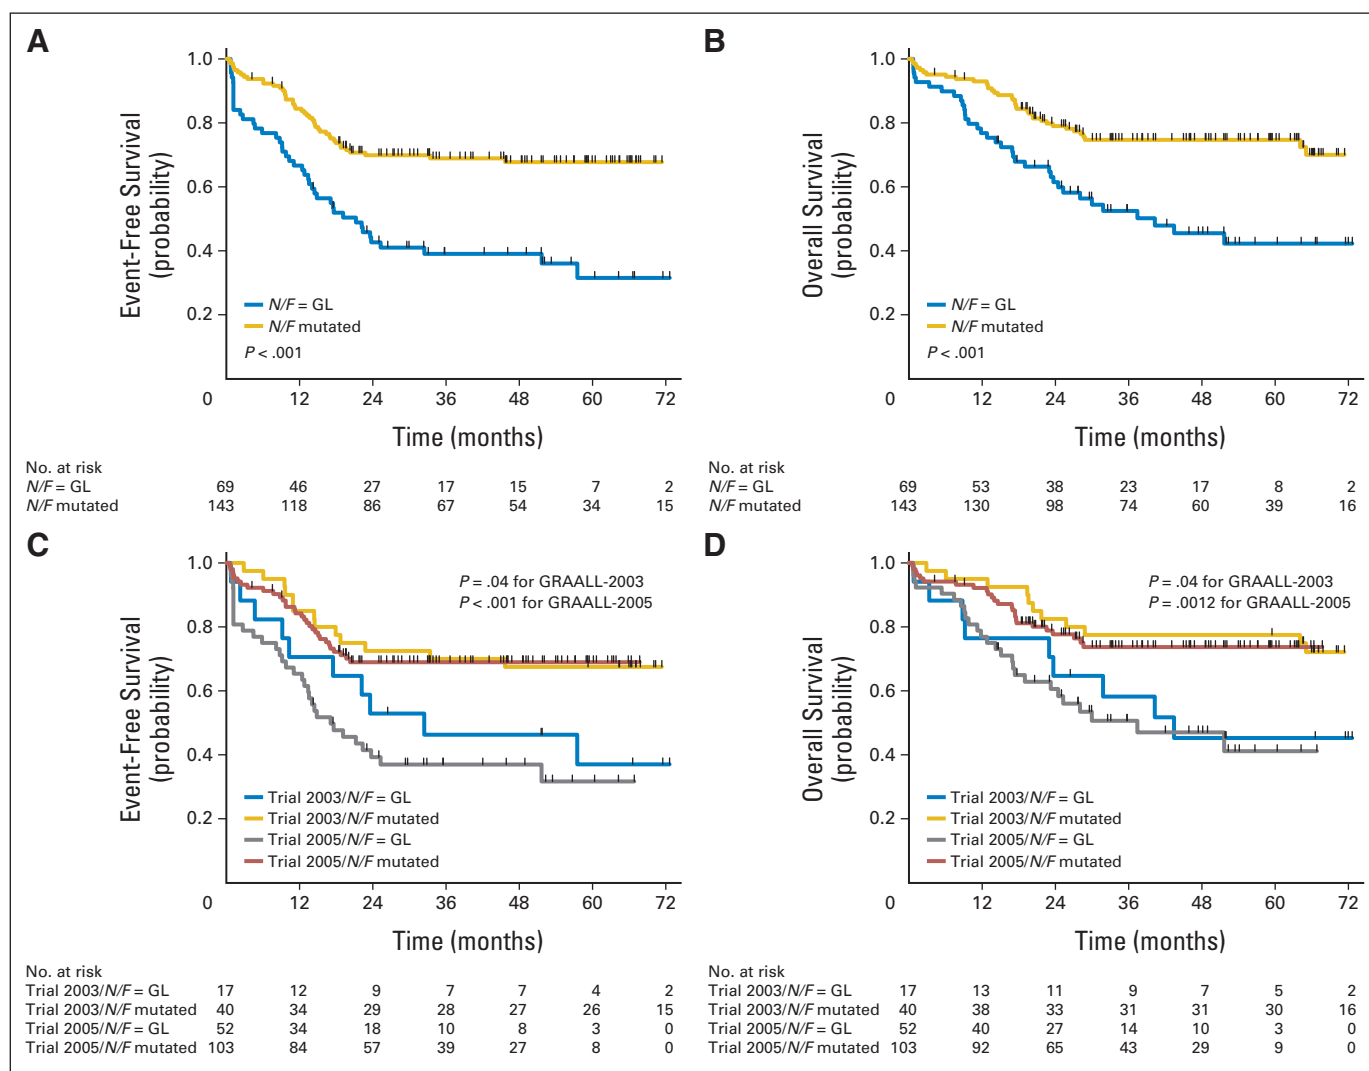 A
Event-Free Survival
(probability)
1.0
0.8
0.6
0.4
0.2
N/F = GL
N/F mutated
P < .001
0 12 24 36 48 60 72
Time (months)
No. at risk
N/F = GL 69 46 27 17 15 7 2
N/F mutated 143 118 86 67 54 34 15
B
Overall Survival
(probability)
1.0
0.8
0.6
0.4
0.2
N/F = GL
N/F mutated
P < .001
0 12 24 36 48 60 72
Time (months)
No. at risk
N/F = GL 69 53 38 23 17 8 2
N/F mutated 143 130 98 74 60 39 16
C
Event-Free Survival
(probability)
1.0
0.8
0.6
0.4
0.2
P = .04 for GRAALL-2003
P < .001 for GRAALL-2005
Trial 2003/N/F = GL
Trial 2003/N/F mutated
Trial 2005/N/F = GL
Trial 2005/N/F mutated
0 12 24 36 48 60 72
Time (months)
No. at risk
Trial 2003/N/F = GL 17 12 9 7 7 4 2
Trial 2003/N/F mutated 40 34 29 28 27 26 15
Trial 2005/N/F = GL 52 34 18 10 8 3 0
Trial 2005/N/F mutated 103 84 57 39 27 8 0
D
Overall Survival
(probability)
1.0
0.8
0.6
0.4
0.2
P = .04 for GRAALL-2003
P = .0012 for GRAALL-2005
Trial 2003/N/F = GL
Trial 2003/N/F mutated
Trial 2005/N/F = GL
Trial 2005/N/F mutated
0 12 24 36 48 60 72
Time (months)
No. at risk
Trial 2003/N/F = GL 17 13 11 9 7 5 2
Trial 2003/N/F mutated 40 38 33 31 31 30 16
Trial 2005/N/F = GL 52 40 27 14 10 3 0
Trial 2005/N/F mutated 103 92 65 43 29 9 0